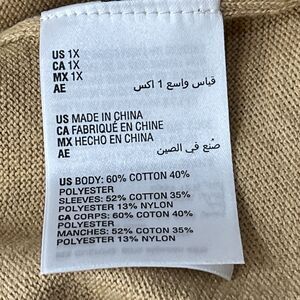 US 1X
CA 1X
MX 1X
AE قياس واسع 1 اكس
US MADE IN CHINA
CA FABRIQUÉ EN CHINE
MX HECHO EN CHINA
AE صُنع في الصين
US BODY: 60% COTTON 40%
POLYESTER
SLEEVES: 52% COTTON 35%
POLYESTER 13% NYLON
CA CORPS: 60% COTON 40%
POLYESTER
MANCHES: 52% COTON 35%
POLYESTER 13% NYLON